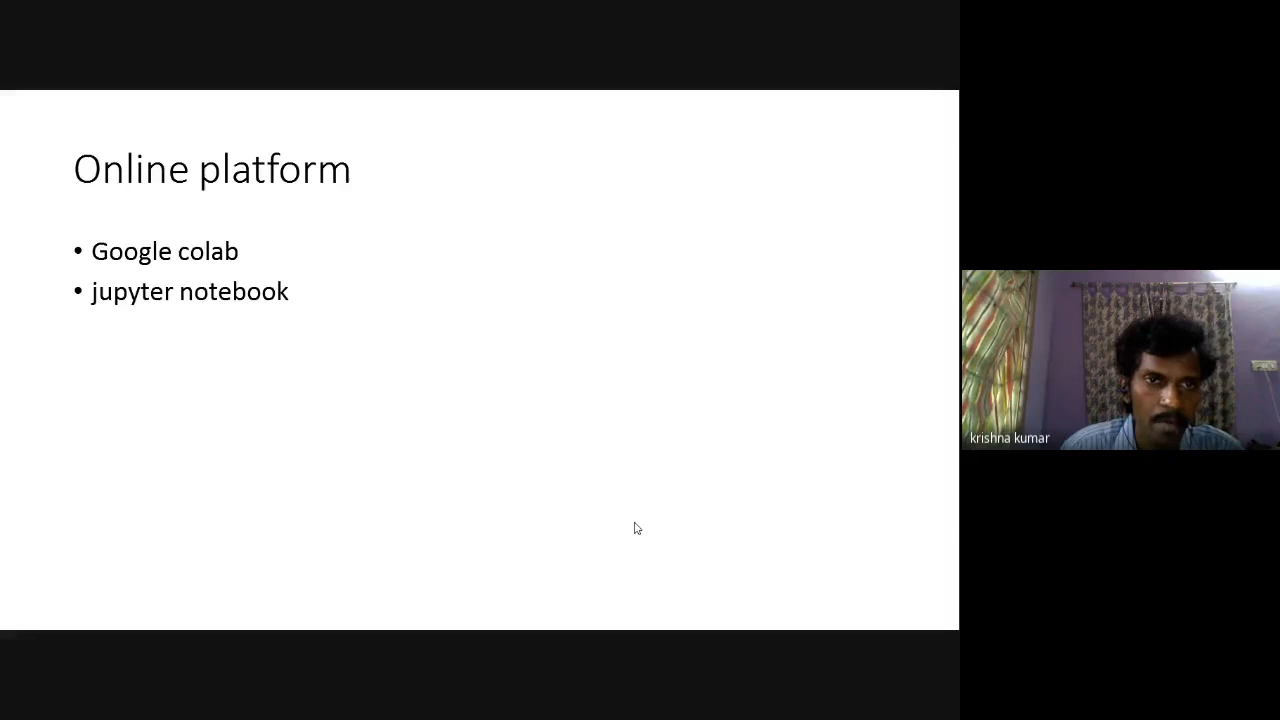 Online platform
• Google colab
• jupyter notebook
krishna kumar